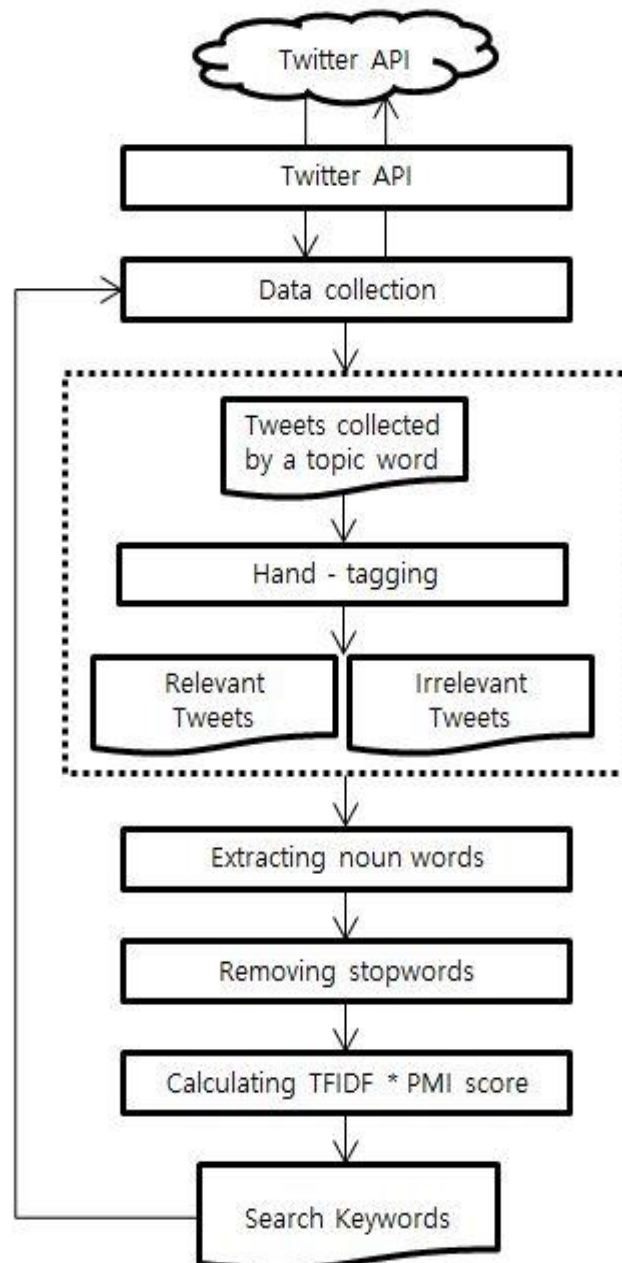 Twitter API
Twitter API
Data collection
Tweets collected
by a topic word
Hand - tagging
Relevant
Tweets
Irrelevant
Tweets
Extracting noun words
Removing stopwords
Calculating TFIDF * PMI score
Search Keywords